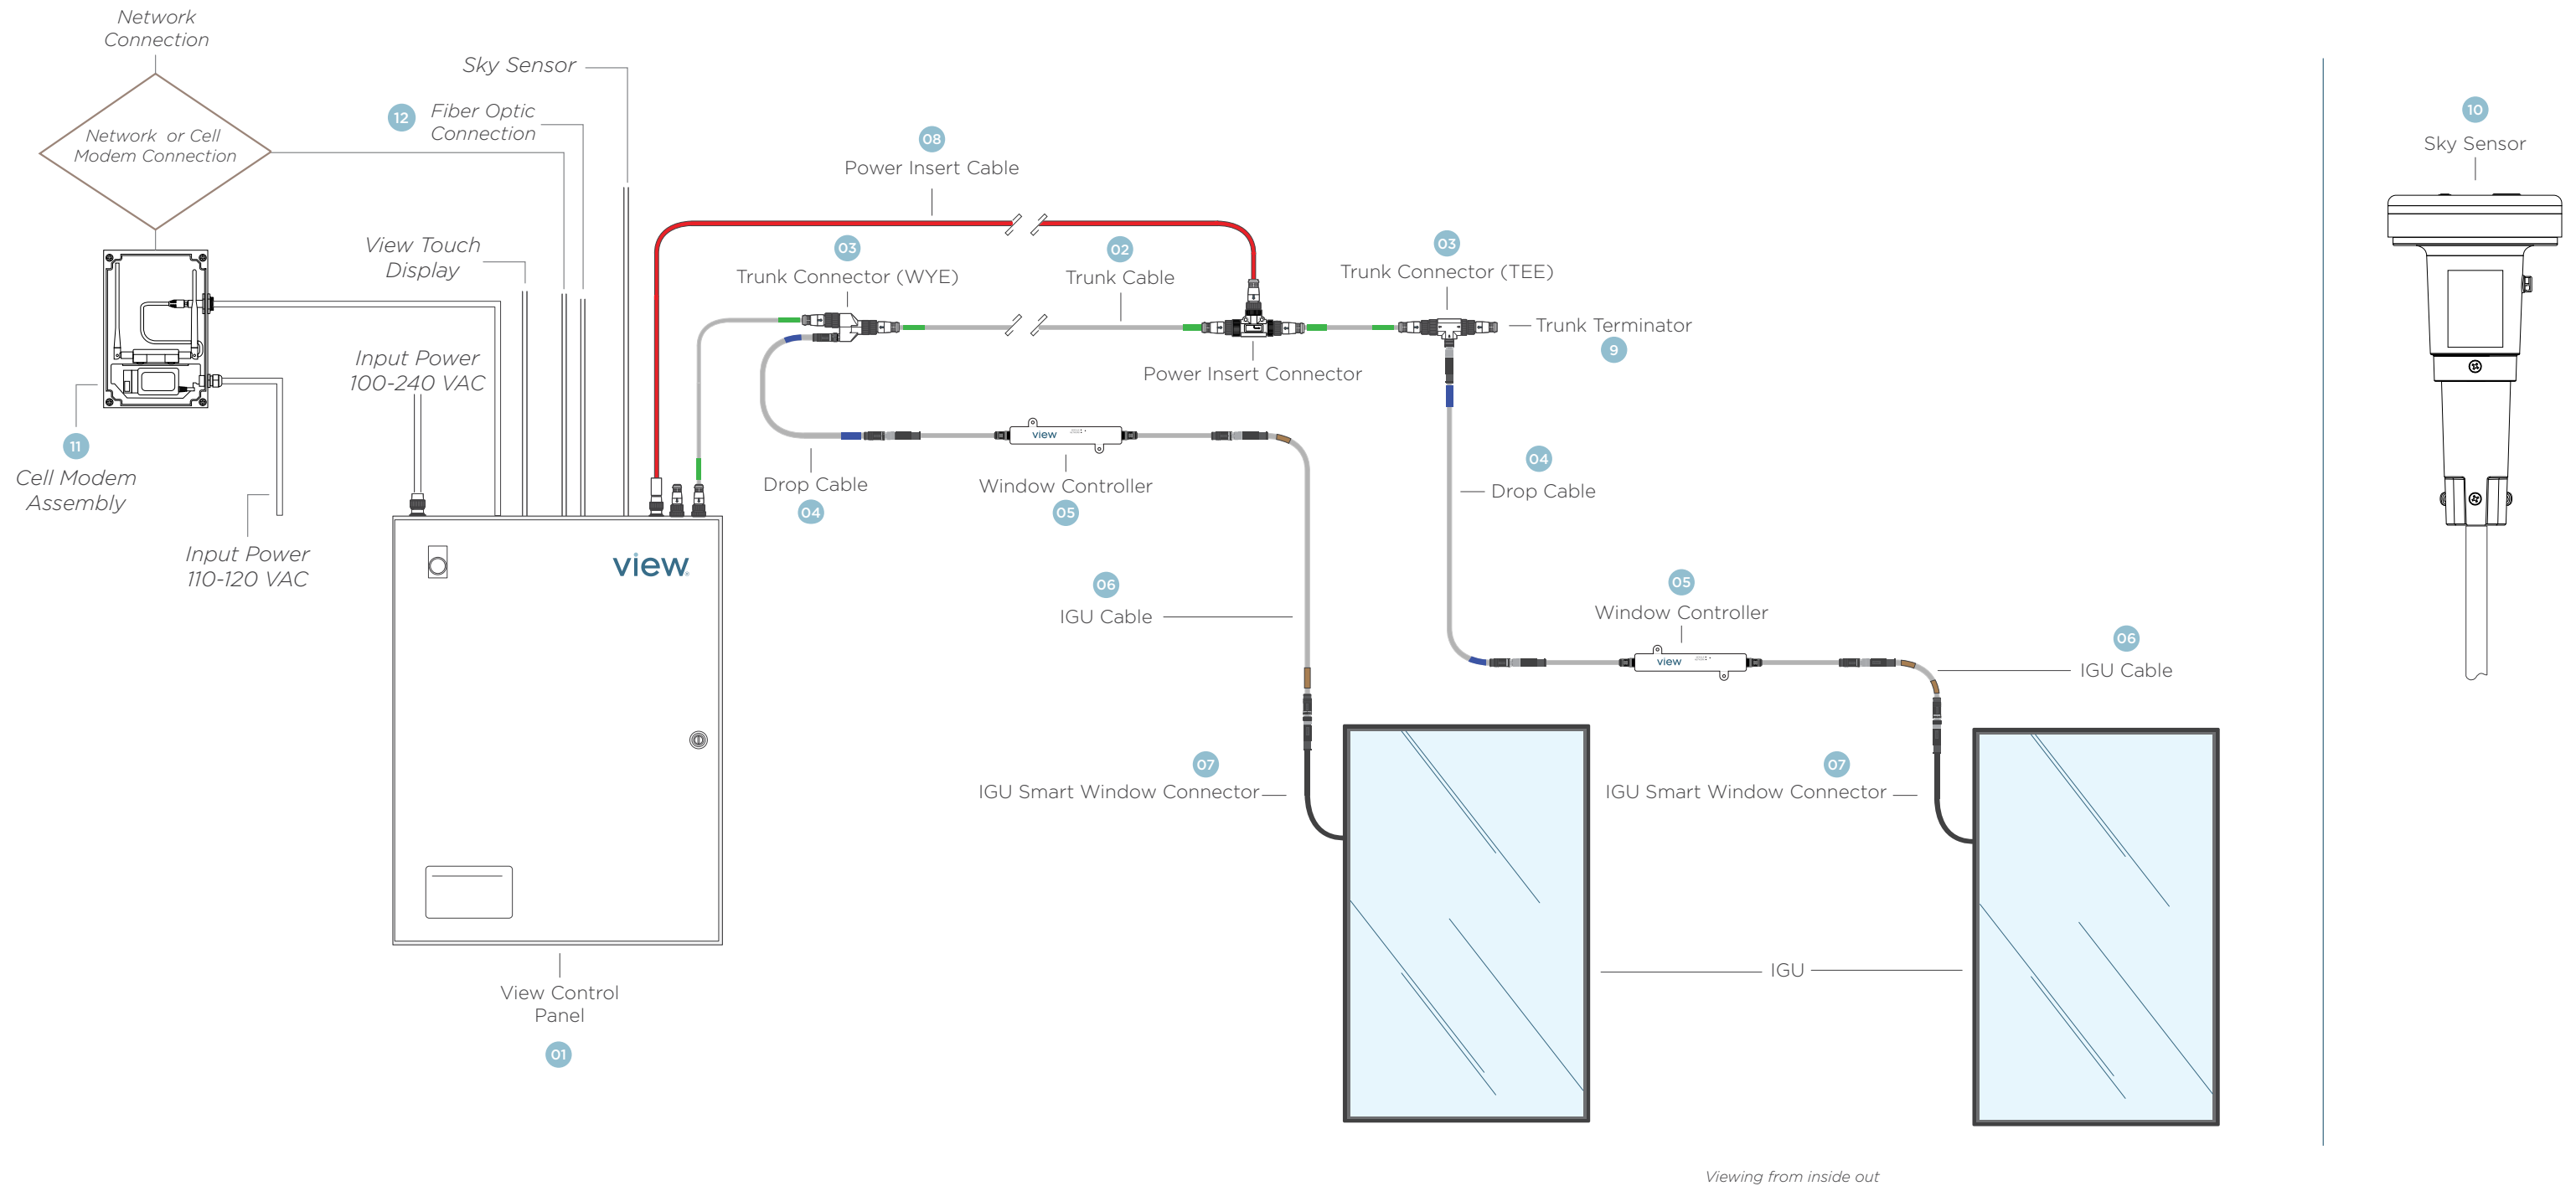 Network
Connection
Network or Cell
Modem Connection
Sky Sensor
12
Fiber Optic
Connection
View Touch
Display
Input Power
100-240 VAC
11
Cell Modem
Assembly
Input Power
110-120 VAC
view
View Control
Panel
01
08
Power Insert Cable
03
Trunk Connector (WYE)
02
Trunk Cable
03
Trunk Connector (TEE)
Trunk Terminator
9
Power Insert Connector
view
Drop Cable
04
Window Controller
05
04
Drop Cable
06
IGU Cable
05
Window Controller
view
06
IGU Cable
07
IGU Smart Window Connector
07
IGU Smart Window Connector
IGU
10
Sky Sensor
Viewing from inside out